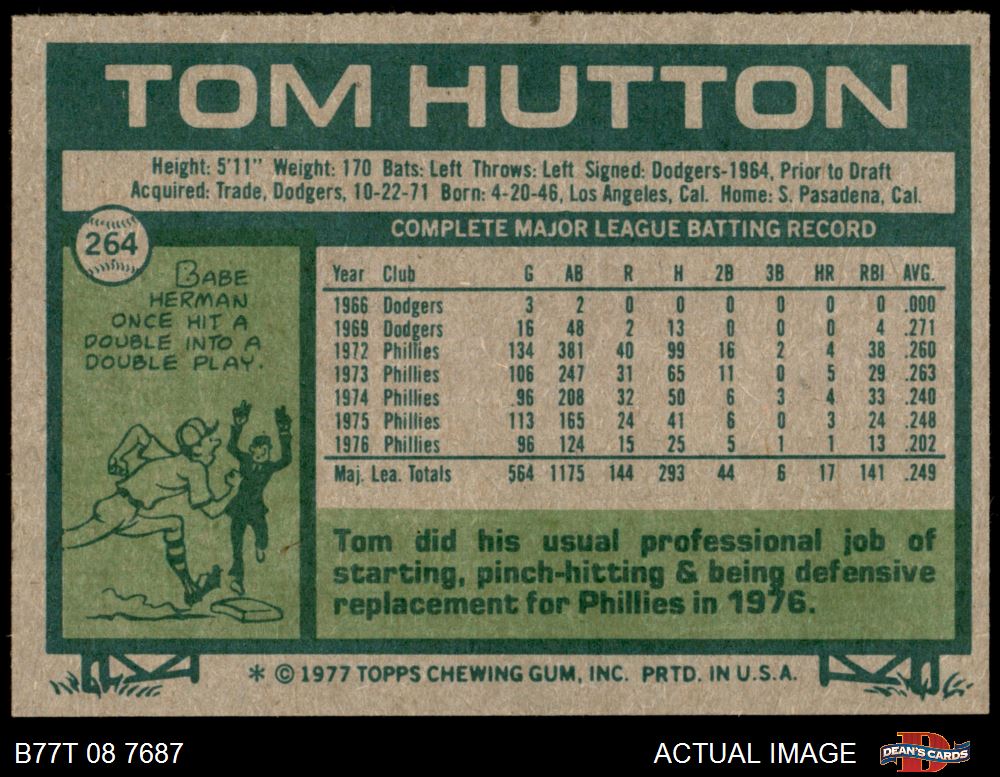 TOM HUTTON
Height: 5'11" Weight: 170 Bats: Left Throws: Left Signed: Dodgers-1964, Prior to Draft
Acquired: Trade, Dodgers, 10-22-71 Born: 4-20-46, Los Angeles, Cal. Home: S. Pasadena, Cal.
264
BABE
HERMAN
ONCE HIT A
DOUBLE INTO A
DOUBLE PLAY.
COMPLETE MAJOR LEAGUE BATTING RECORD
Year Club G AB R H 2B 3B HR RBI AVG.
1966 Dodgers 3 2 0 0 0 0 0 0 .000
1969 Dodgers 16 48 2 13 0 0 0 4 .271
1972 Phillies 134 381 40 99 16 2 4 38 .260
1973 Phillies 106 247 31 65 11 0 5 29 .263
1974 Phillies 96 208 32 50 6 3 4 33 .240
1975 Phillies 113 165 24 41 6 0 3 24 .248
1976 Phillies 96 124 15 25 5 1 1 13 .202
Maj. Lea. Totals 564 1175 144 293 44 6 17 141 .249
Tom did his usual professional job of
starting, pinch-hitting & being defensive
replacement for Phillies in 1976.
* © 1977 TOPPS CHEWING GUM, INC. PRTD. IN U.S.A.
B77T 08 7687 ACTUAL IMAGE D DEAN'S CARDS